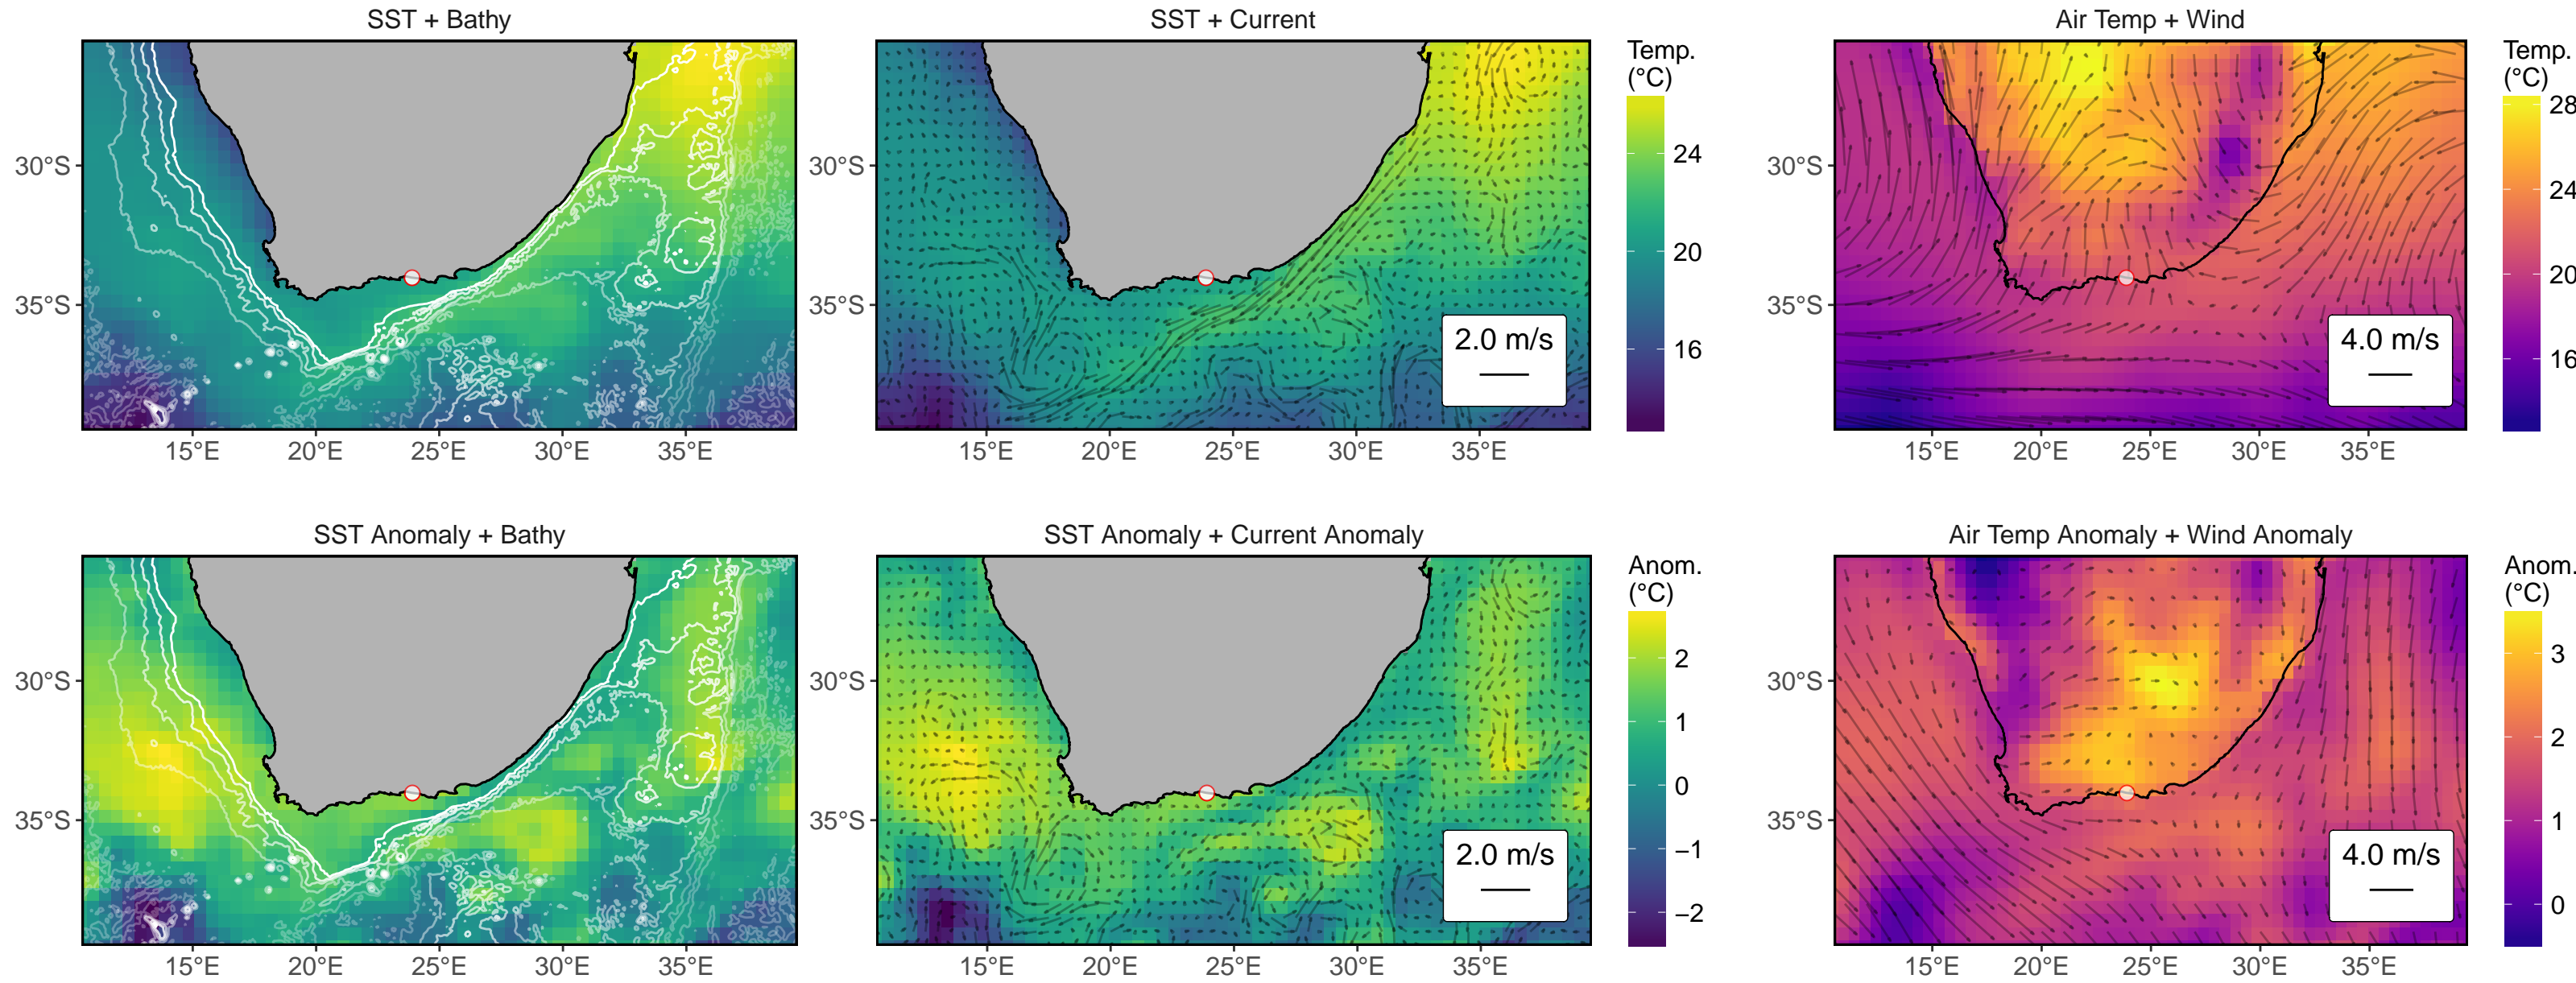 SST + Bathy
SST + Current
Air Temp + Wind
Temp.
(°C)
24
20
16
Temp.
(°C)
28
24
20
16
30°S
35°S
30°S
35°S
30°S
35°S
2.0 m/s
4.0 m/s
15°E 20°E 25°E 30°E 35°E
15°E 20°E 25°E 30°E 35°E
15°E 20°E 25°E 30°E 35°E
SST Anomaly + Bathy
SST Anomaly + Current Anomaly
Air Temp Anomaly + Wind Anomaly
Anom.
(°C)
2
1
0
−1
−2
Anom.
(°C)
3
2
1
0
30°S
35°S
30°S
35°S
30°S
35°S
2.0 m/s
4.0 m/s
15°E 20°E 25°E 30°E 35°E
15°E 20°E 25°E 30°E 35°E
15°E 20°E 25°E 30°E 35°E